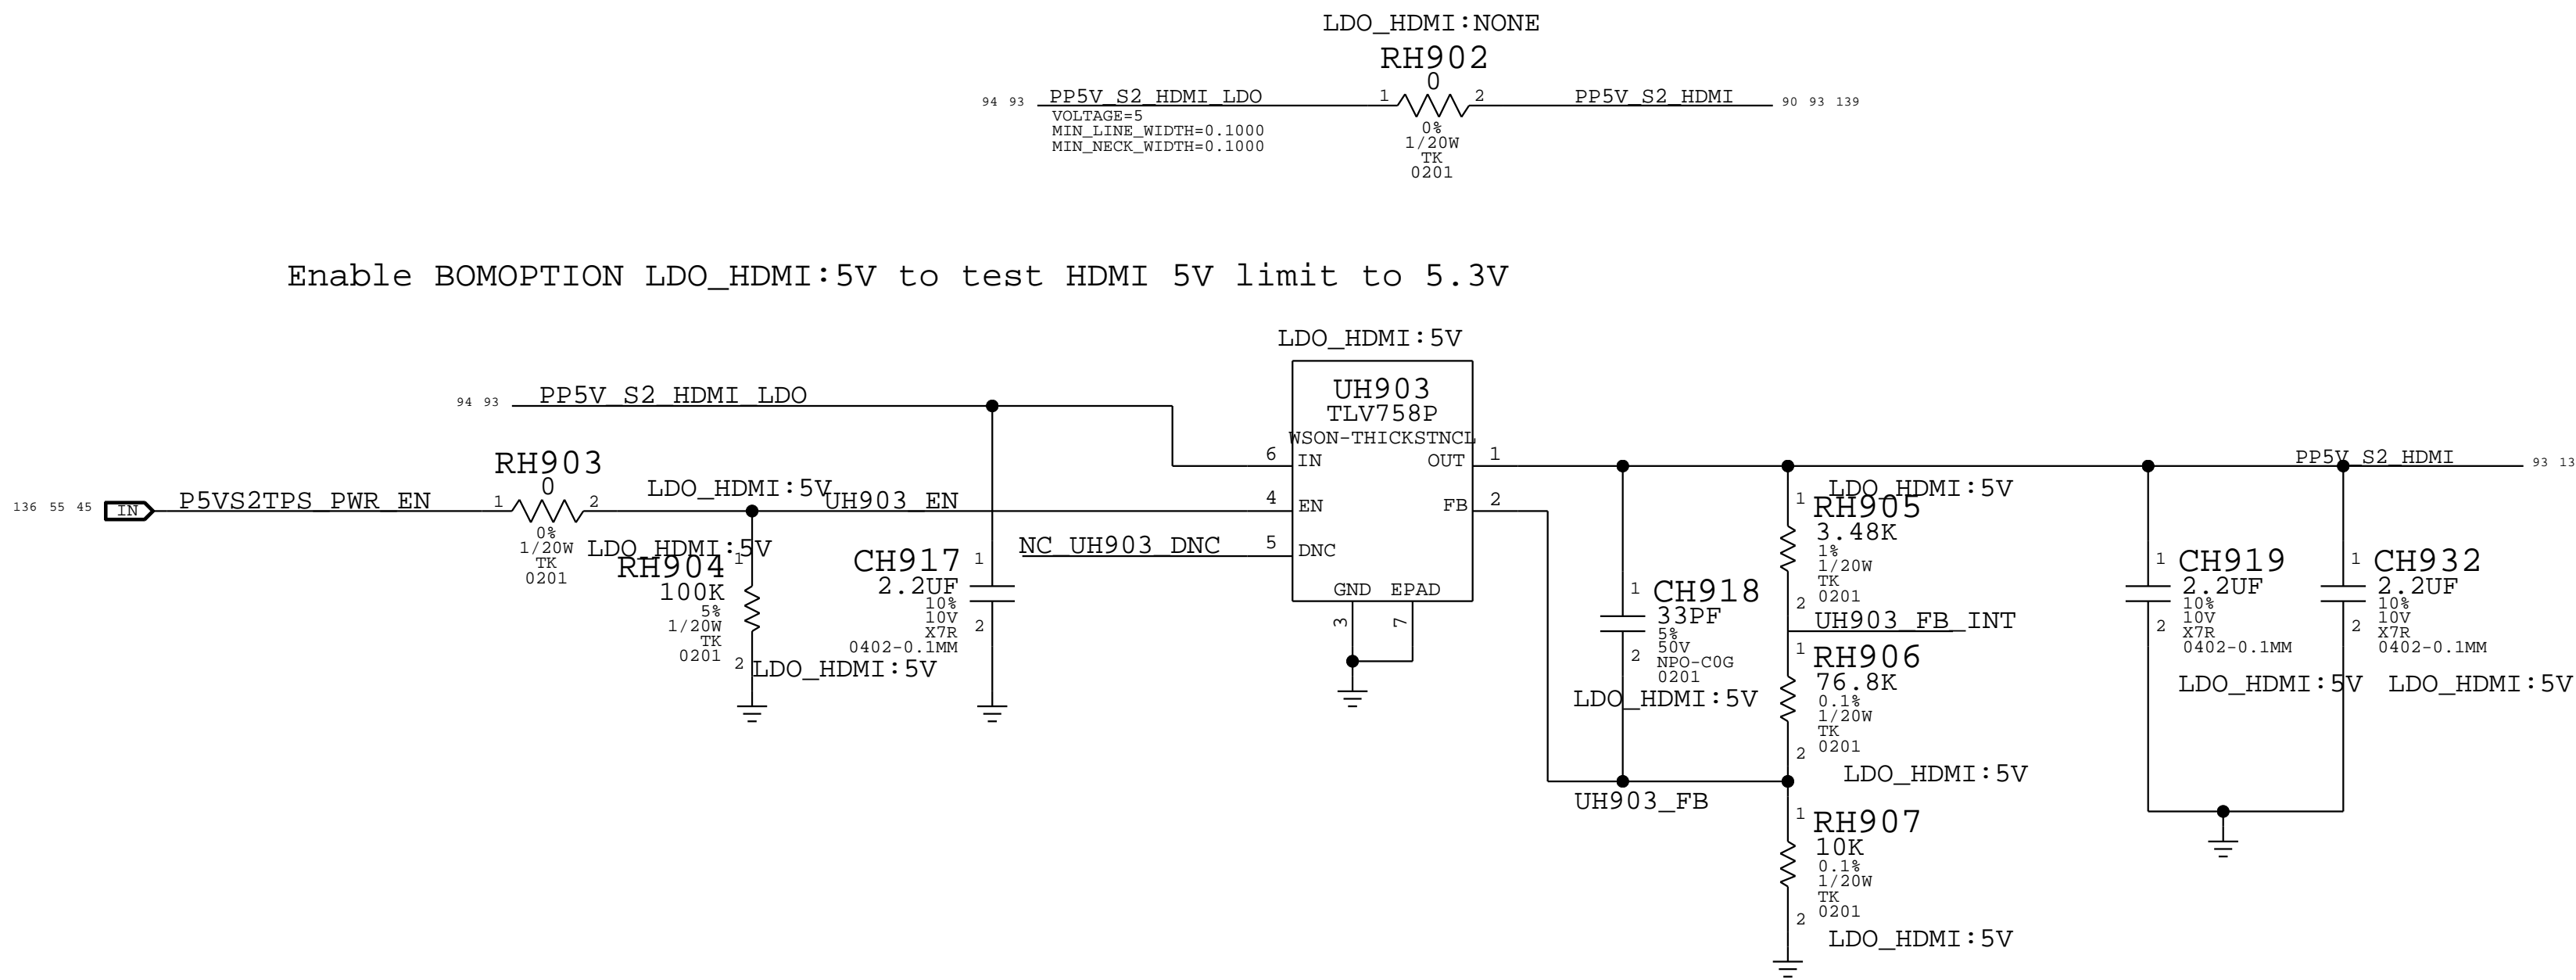 LDO_HDMI:NONE
RH902
0
94 93 PP5V_S2_HDMI_LDO 1 2 PP5V_S2_HDMI 90 93 139
VOLTAGE=5
MIN_LINE_WIDTH=0.1000
MIN_NECK_WIDTH=0.1000
0%
1/20W
TK
0201
Enable BOMOPTION LDO_HDMI:5V to test HDMI 5V limit to 5.3V
LDO_HDMI:5V
UH903
TLV758P
WSON-THICKSTNCL
94 93 PP5V_S2_HDMI_LDO
6 IN OUT 1
4 EN FB 2
5 DNC
GND EPAD
3 7
136 55 45 IN P5VS2TPS_PWR_EN
RH903
0
1 2
0%
1/20W
TK
0201
LDO_HDMI:5V
UH903_EN
NC_UH903_DNC
LDO_HDMI:5V
RH904
100K
5%
1/20W
TK
0201
1
2
LDO_HDMI:5V
CH917
2.2UF
10%
10V
X7R
0402-0.1MM
1
2
CH918
33PF
5%
50V
NPO-C0G
0201
1
2
LDO_HDMI:5V
UH903_FB
LDO_HDMI:5V
RH905
3.48K
1%
1/20W
TK
0201
1
2
UH903_FB_INT
RH906
76.8K
0.1%
1/20W
TK
0201
1
2
LDO_HDMI:5V
RH907
10K
0.1%
1/20W
TK
0201
1
2
LDO_HDMI:5V
PP5V_S2_HDMI 93 13
CH919
2.2UF
10%
10V
X7R
0402-0.1MM
1
2
LDO_HDMI:5V
CH932
2.2UF
10%
10V
X7R
0402-0.1MM
1
2
LDO_HDMI:5V